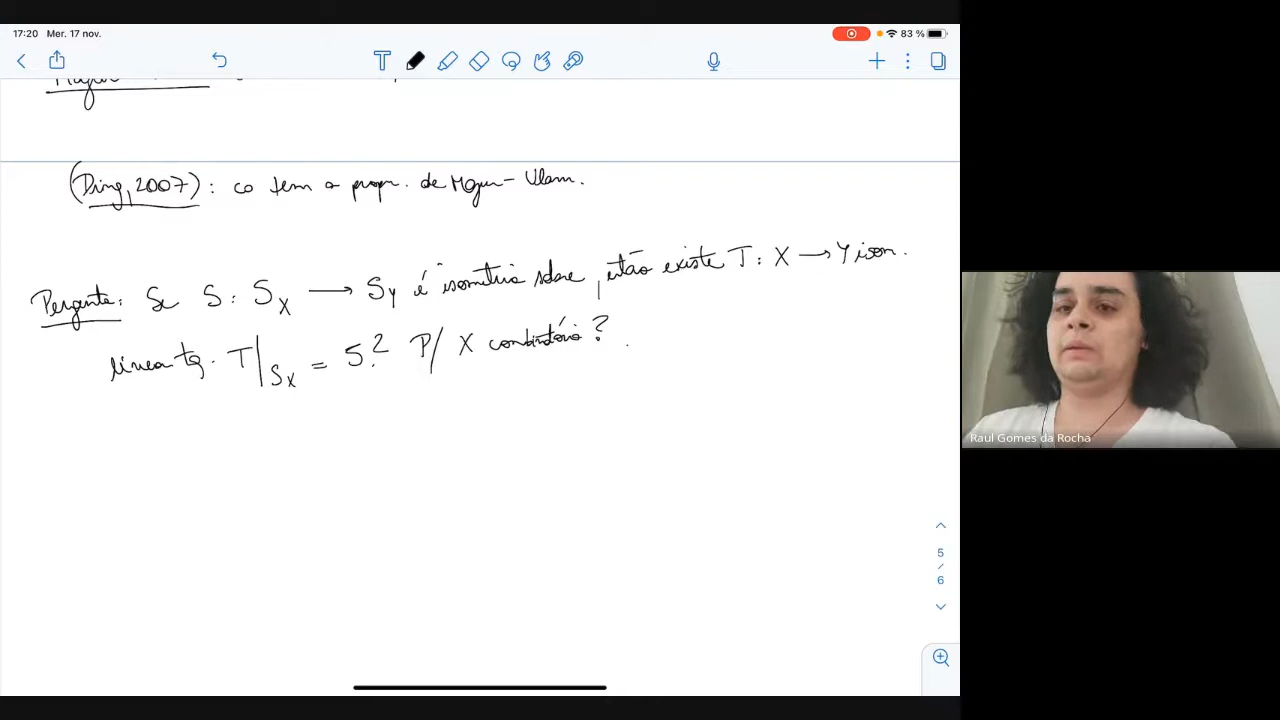 17:20 Mer. 17 nov.
83 %
(Ding, 2007): c₀ tem a propr. de Mazur-Ulam.
Pergunta: Se S: S_X → S_Y é isometria sobre, então existe T: X → Y isom.
linear tq. T|_{S_X} = S? P/ X combinatório?
5
/
6
Raul Gomes da Rocha